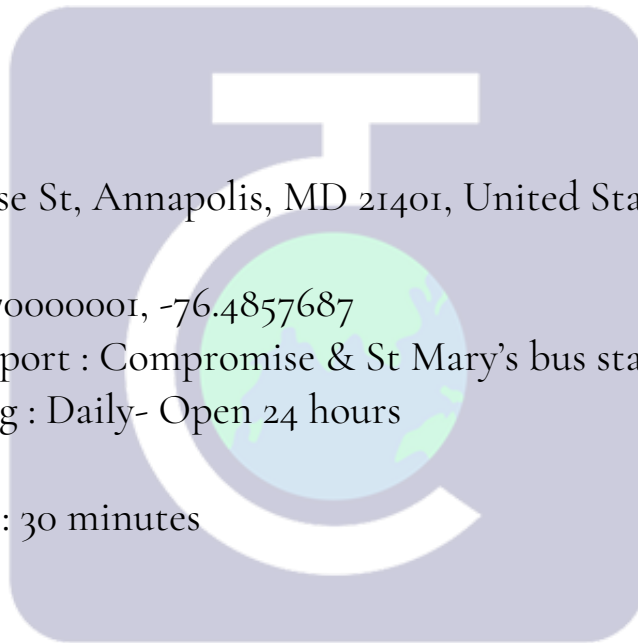 se St, Annapolis, MD 21401, United Sta
70000001, -76.4857687
port : Compromise & St Mary’s bus sta
g : Daily- Open 24 hours
: 30 minutes